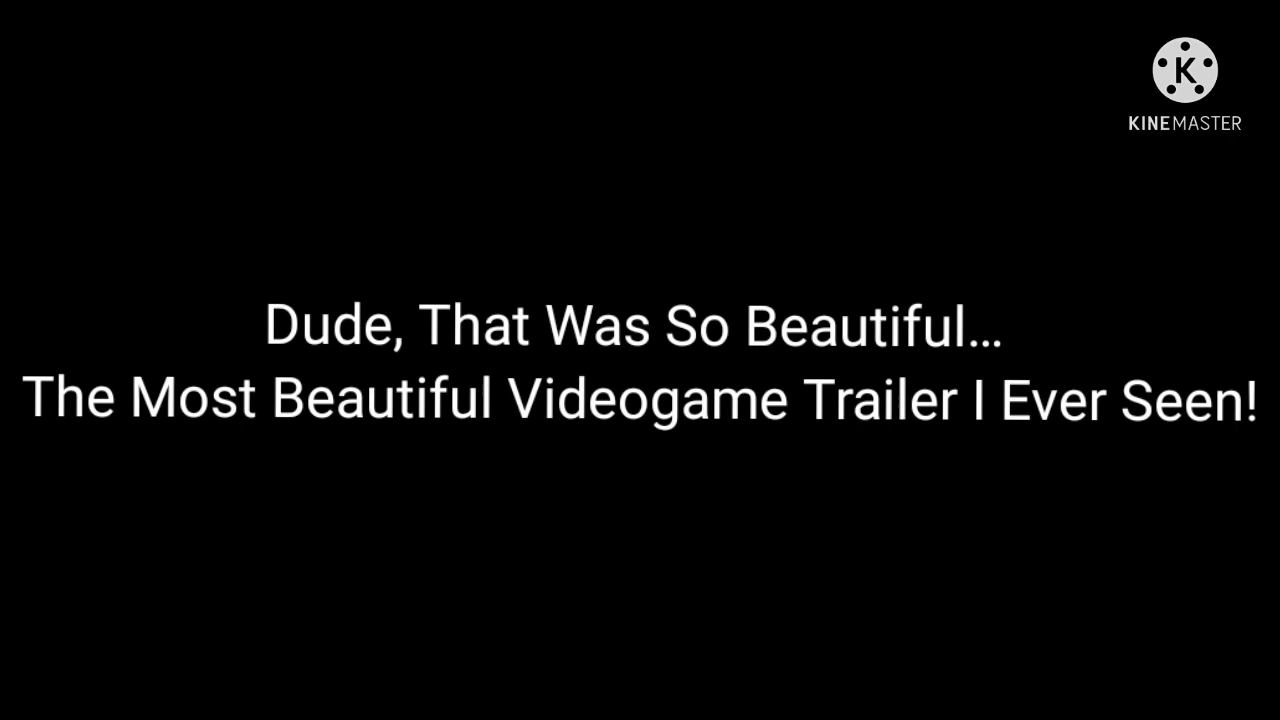 K
KINEMASTER
Dude, That Was So Beautiful...
The Most Beautiful Videogame Trailer I Ever Seen!